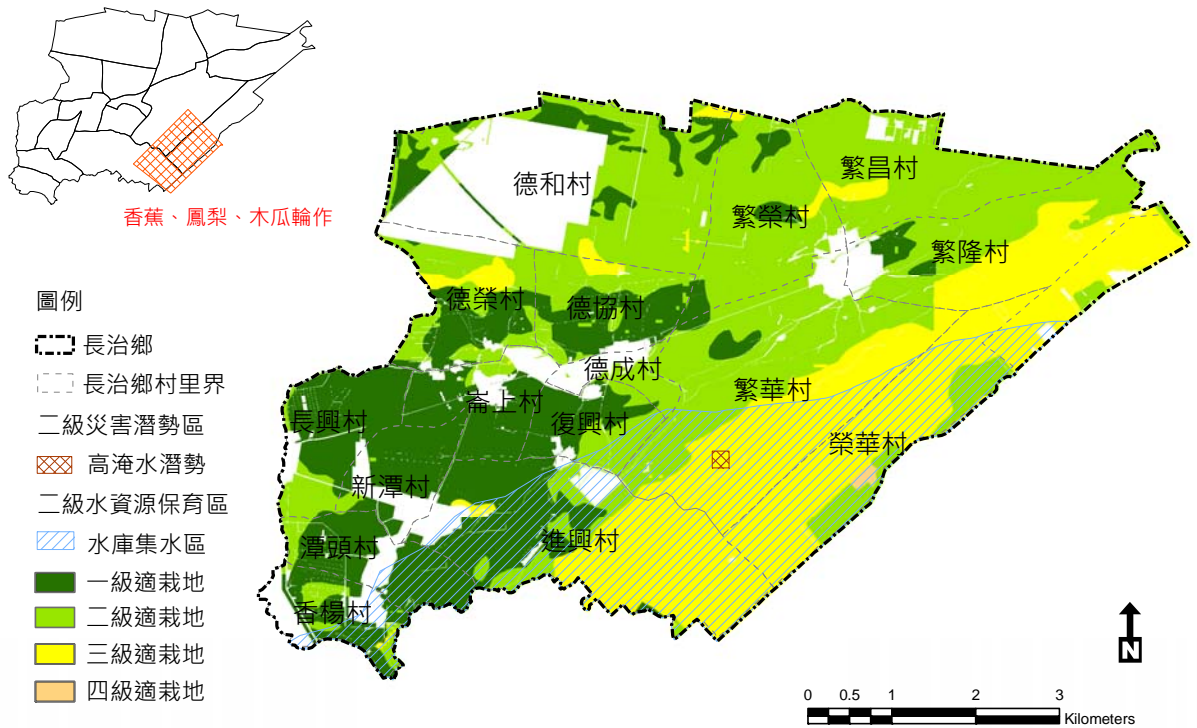 香蕉、鳳梨、木瓜輪作
德和村
繁昌村
繁榮村
繁隆村
德榮村
德協村
德成村
繁華村
崙上村
長興村
復興村
榮華村
新潭村
進興村
潭頭村
香楊村
圖例
長治鄉
長治鄉村里界
二級災害潛勢區
高淹水潛勢
二級水資源保育區
水庫集水區
一級適栽地
二級適栽地
三級適栽地
四級適栽地
N
0 0.5 1 2 3
Kilometers